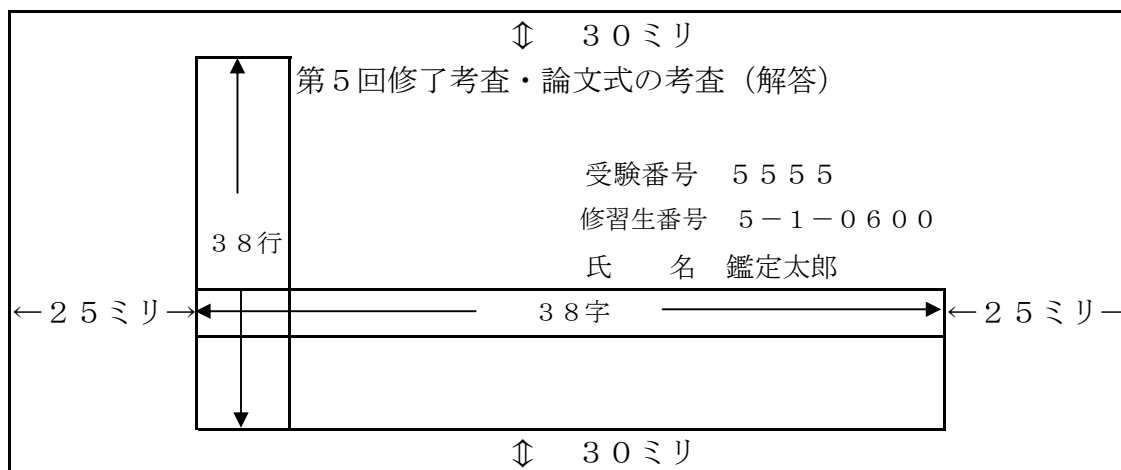 ⇕ ３０ミリ
第５回修了考査・論文式の考査（解答）
受験番号 ５５５５
修習生番号 ５－１－０６００
３８行
氏　　名 鑑定太郎
←２５ミリ→ ３８字 ←２５ミリ－
⇕ ３０ミリ